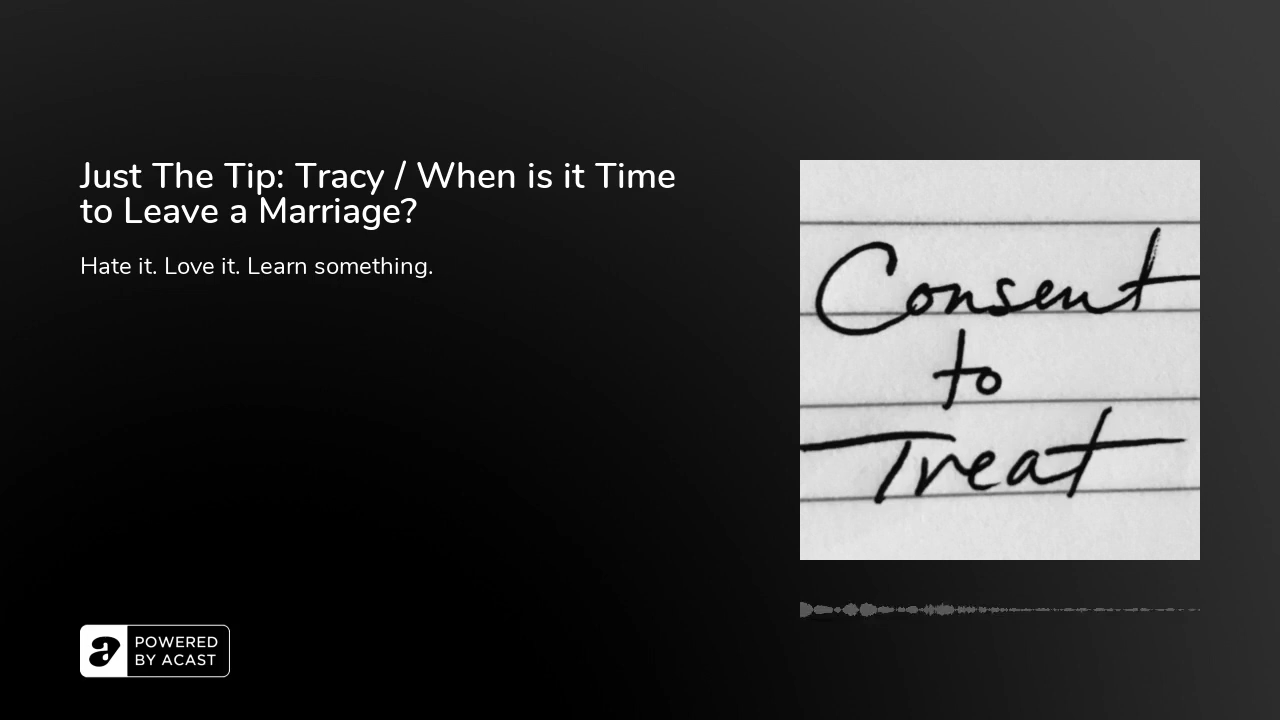 Just The Tip: Tracy / When is it Time
to Leave a Marriage?
Hate it. Love it. Learn something.
Consent
to
Treat
a
POWERED
BY ACAST